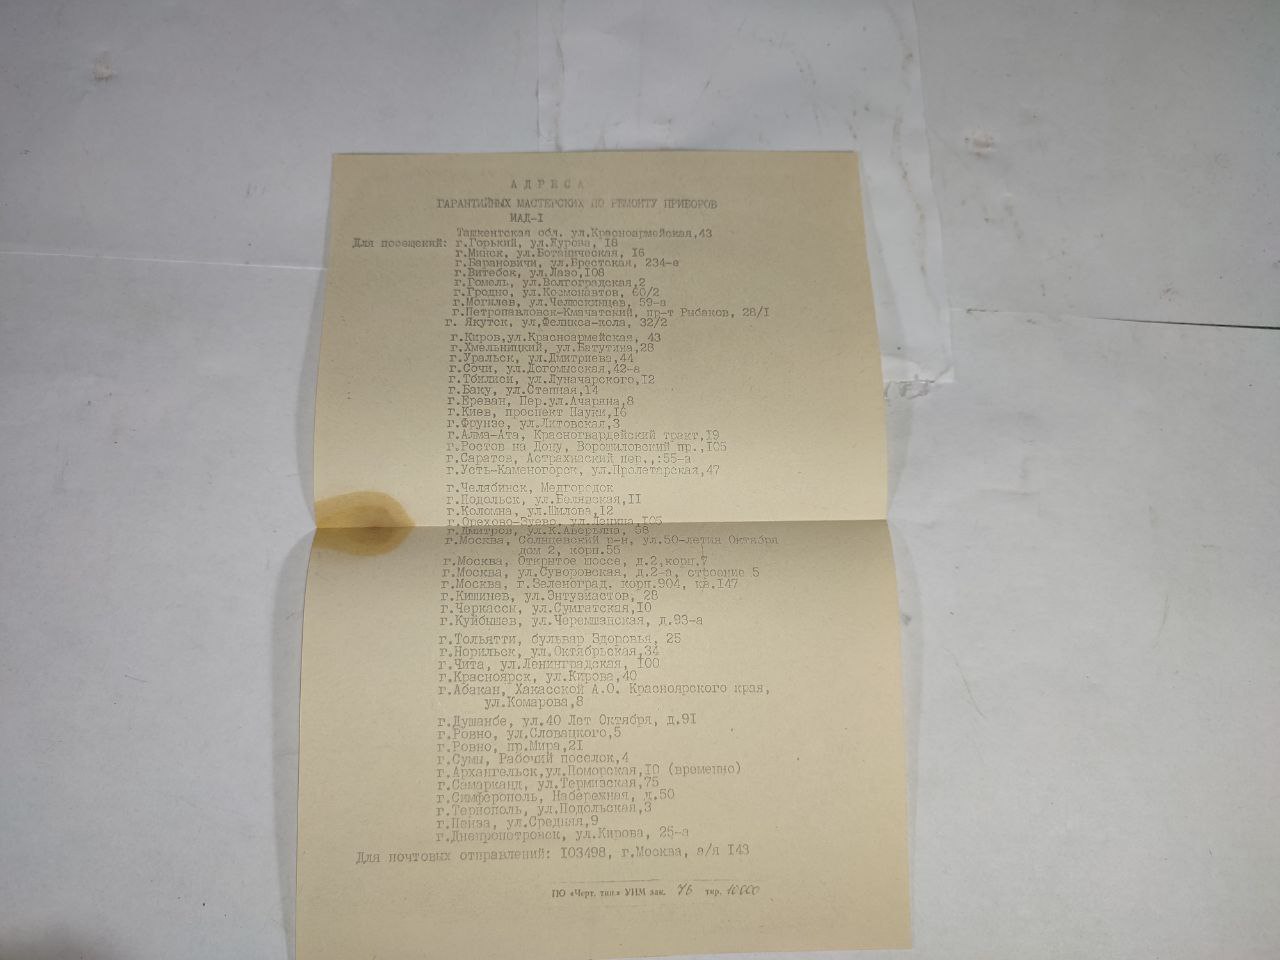 АДРЕСА
ГАРАНТИЙНЫХ МАСТЕРСКИХ ПО РЕМОНТУ ПРИБОРОВ
ИАД-I
Ташкентская обл. ул.Красноармейская,43
Для посещений: г.Горький, ул. 18
г.Минск, ул.Ботаническая, 16
г.Барановичи, ул.Брестская, 234-е
г.Витебск, ул.Лазо,I08
г.Гомель, ул.Волгоградская,2
г.Гродно, ул.Космонавтов, 60/2
г.Могилев, ул.Челюскинцев, 59-а
г.Петропавловск-Кмачатский, пр-т Рыбаков, 28/I
г. Якутск, ул,Феликса-кола, 32/2
г.Киров,ул.Красноармейская, 43
г.Хмельницкий, ул.Батутина,28
г.Уральск, ул.Дмитриева,44
г.Сочи, ул.Догомысская,42-а
г.Тбилиси, ул.Луначарского,I2
г.Баку, ул.Степная,14
г.Ереван, Пер.ул.Ачаряна,8
г.Киев, проспект Науки,I6
г.Фрунзе, ул.Литовская,3
г.Алма-Ата, Красногвардейский тракт,I9
г.Ростов на Дону, Ворошиловский пр.,I05
г.Саратов, Астрахнаский пер.,:55-а
г.Усть-Каменогорск, ул.Пролетарская,47
г.Челябинск, Медгородок
г.Подольск, ул.Белявская,II
г.Коломна, ул.Шилова,I2
г.Орехово-Зуево, ул.Ленина,I05
г.Дмитров, ул.К.Аверьяна, 58
г.Москва, Солнцевский р-н, ул.50-летия Октября
дом 2, корп.55
г.Москва, Открытое шоссе, д.2,корп,7
г.Москва, ул.Суворовская, д.2-а, строение 5
г.Москва, г.Зеленоград. корп.904, кв.I47
г.Кишинев, ул.Энтузиастов, 28
г.Черкассы, ул.Сумгатская,I0
г.Куйбышев, ул.Черемшанская, д.93-а
г.Тольятти, бульвар Здоровья, 25
г.Норильск, ул.Октябрьская,34
г.Чита, ул.Ленинградская, I00
г.Красноярск, ул.Кирова,40
г.Абакан, Хакасской А.О. Красноярского края,
ул.Комарова,8
г.Душанбе, ул.40 Лет Октября, д.9I
г.Ровно, ул.Словацкого,5
г.Ровно, пр.Мира,2I
г.Сумы, Рабочий поселок,4
г.Архангельск,ул.Поморская,I0 (временно)
г.Самарканд, ул.Термизская,75
г.Симферополь, Набережная, д.50
г.Тернополь, ул.Подольская,3
г.Пенза, ул.Средняя,9
г.Днепропетровск, ул.Кирова, 25-а
Для почтовых отправлений: I03498, г.Москва, а/я I43
ПО «Черт. тип.» УИМ зак. 76 тир. 10000